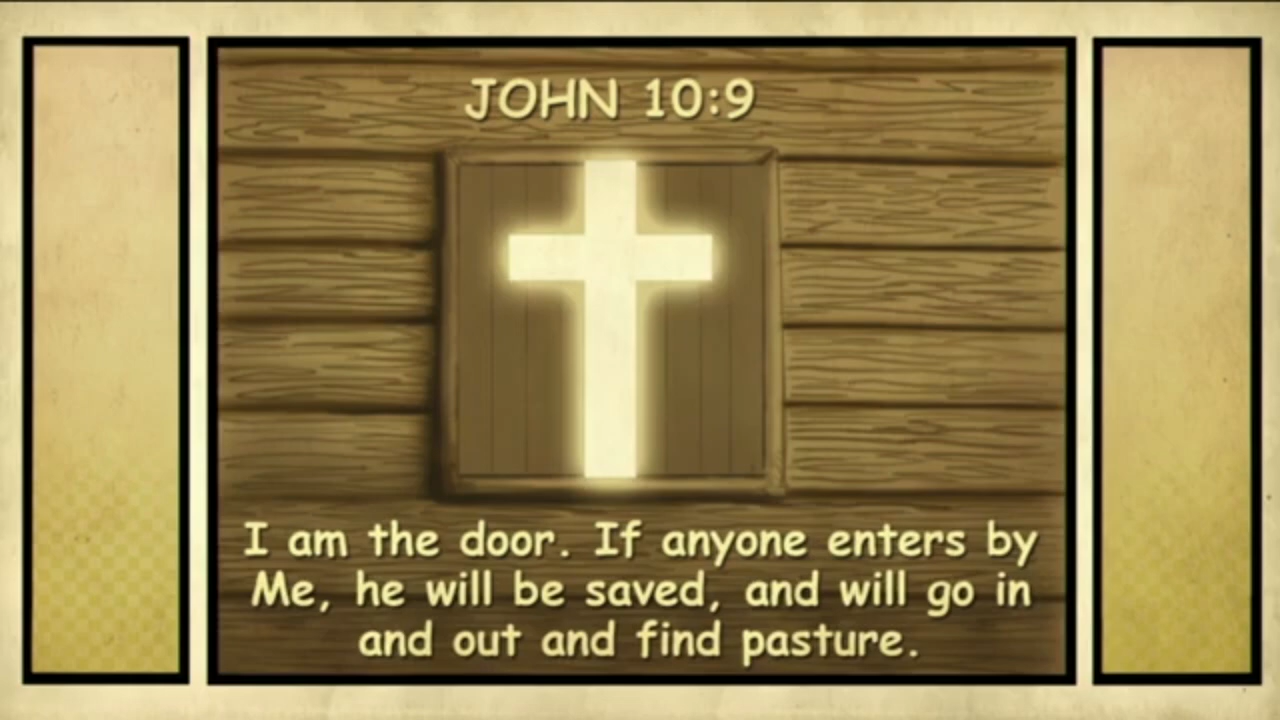 JOHN 10:9
I am the door. If anyone enters by
Me, he will be saved, and will go in
and out and find pasture.